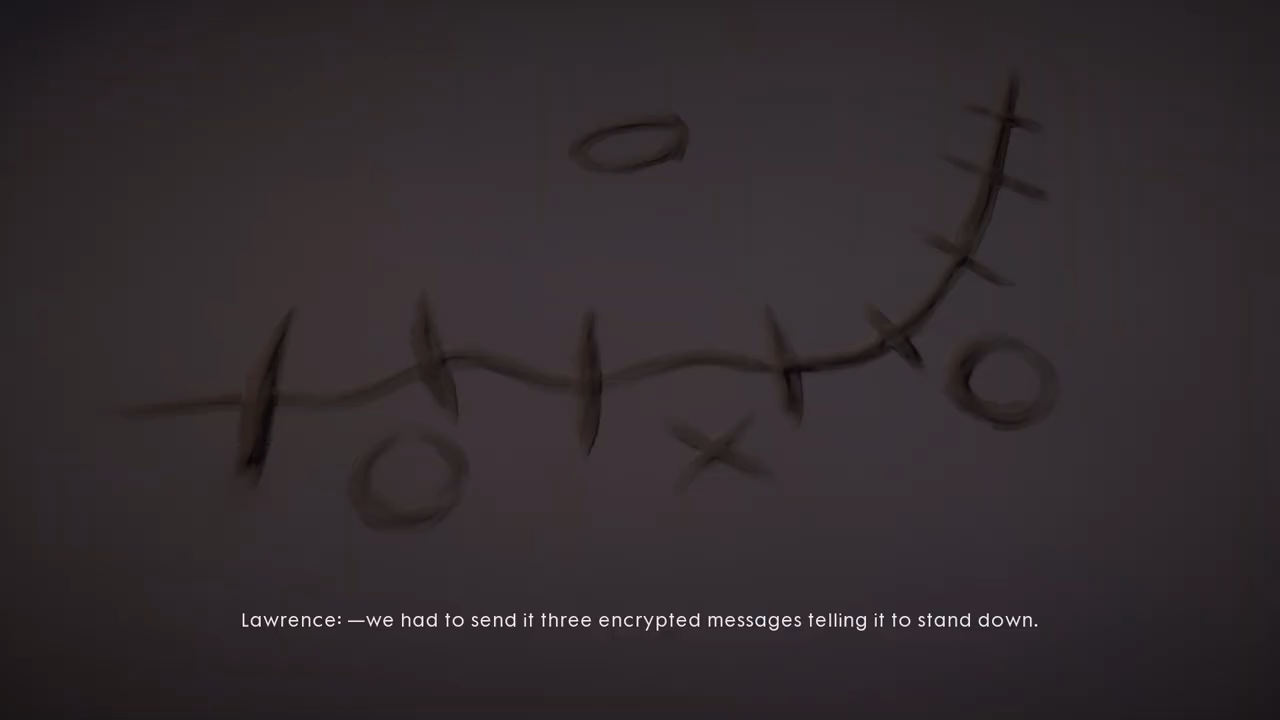 Lawrence: —we had to send it three encrypted messages telling it to stand down.